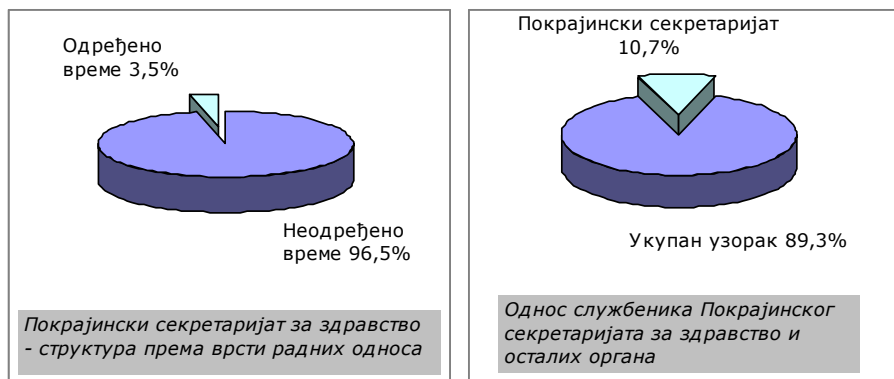 Одређено
време 3,5%
Неодређено
време 96,5%
Покрајински секретаријат за здравство
- структура према врсти радних односа
Покрајински секретаријат
10,7%
Укупан узорак 89,3%
Однос службеника Покрајинског
секретаријата за здравство и
осталих органа